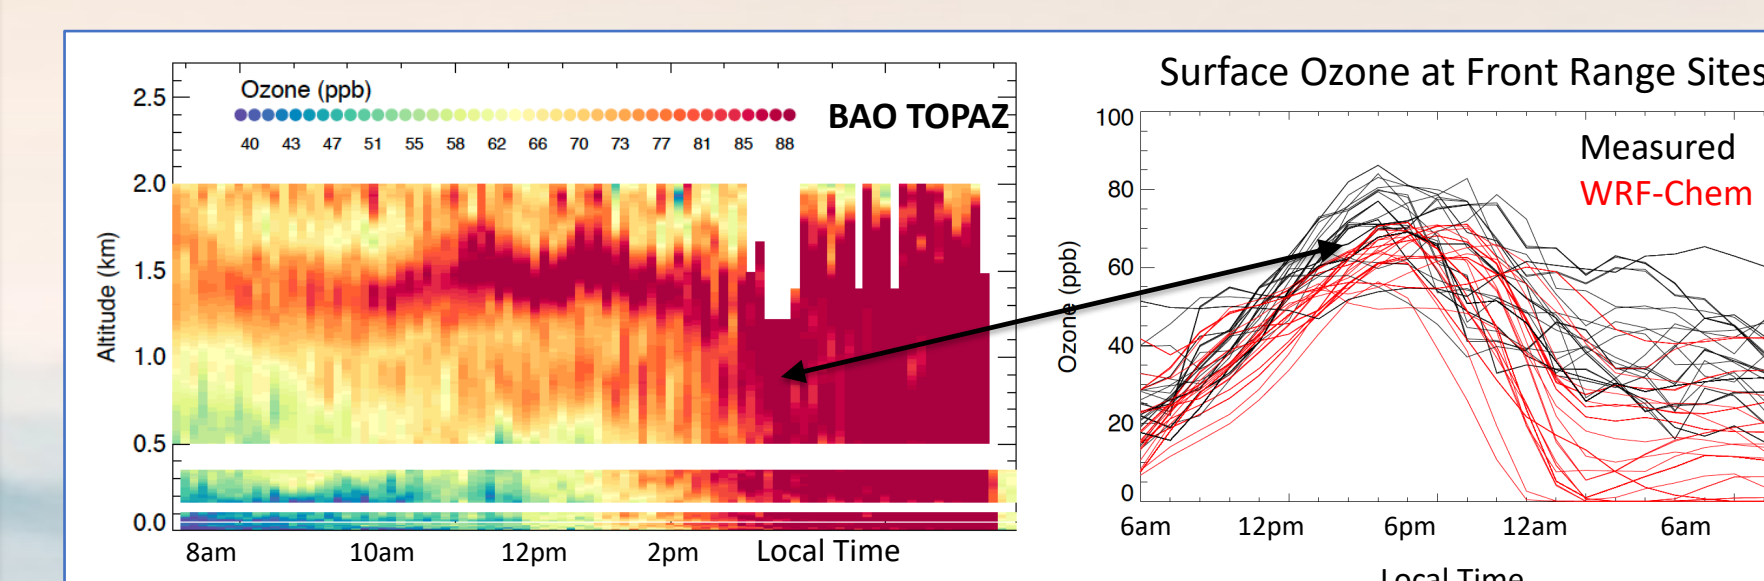 Ozone (ppb)
40 43 47 51 55 58 62 66 70 73 77 81 85 88
BAO TOPAZ
2.5
2.0
1.5
1.0
0.5
0.0
Altitude (km)
8am 10am 12pm 2pm Local Time
Surface Ozone at Front Range Sites
Measured
WRF-Chem
100
80
60
40
20
0
Ozone (ppb)
6am 12pm 6pm 12am 6am
Local Time